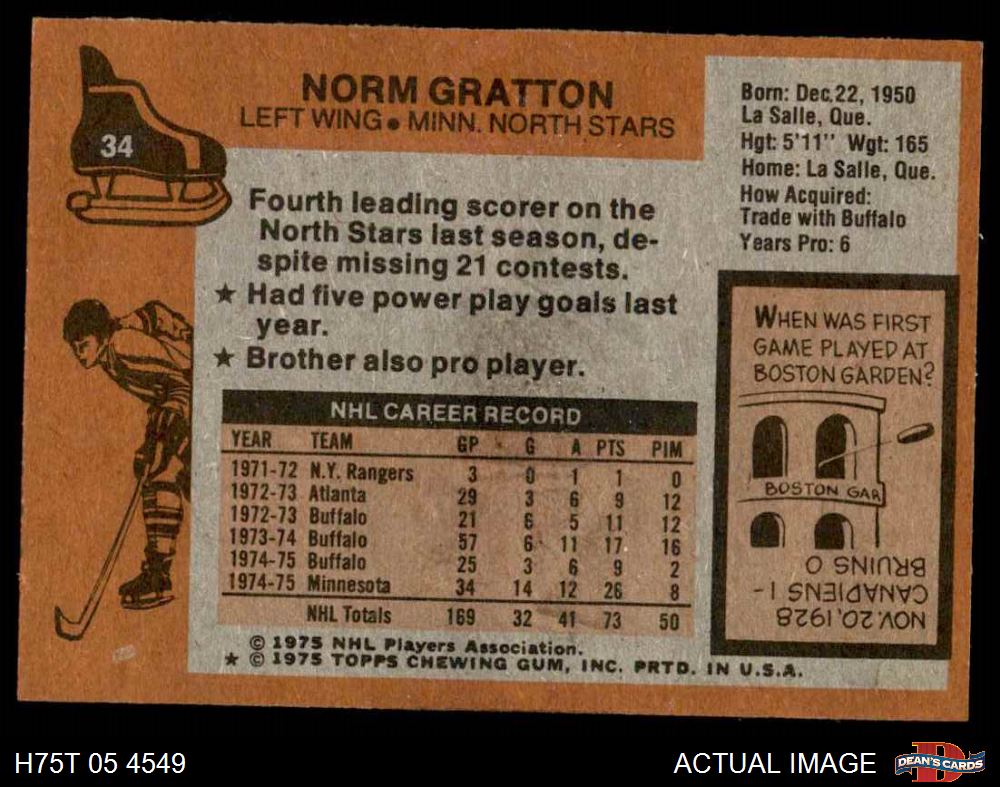 34
NORM GRATTON
LEFT WING • MINN. NORTH STARS
Born: Dec. 22, 1950
La Salle, Que.
Hgt: 5'11" Wgt: 165
Home: La Salle, Que.
How Acquired:
Trade with Buffalo
Years Pro: 6
Fourth leading scorer on the
North Stars last season, de-
spite missing 21 contests.
★ Had five power play goals last
year.
★ Brother also pro player.
NHL CAREER RECORD
YEAR TEAM GP G A PTS PIM
1971-72 N.Y. Rangers 3 0 1 1 0
1972-73 Atlanta 29 3 6 9 12
1972-73 Buffalo 21 6 5 11 12
1973-74 Buffalo 57 6 11 17 16
1974-75 Buffalo 25 3 6 9 2
1974-75 Minnesota 34 14 12 26 8
NHL Totals 169 32 41 73 50
© 1975 NHL Players Association.
★ © 1975 TOPPS CHEWING GUM, INC. PRTD. IN U.S.A.
WHEN WAS FIRST
GAME PLAYED AT
BOSTON GARDEN?
BOSTON GAR
NOV. 20, 1928
CANADIENS 1-
BRUINS 0
H75T 05 4549
ACTUAL IMAGE
D
DEAN'S CARDS